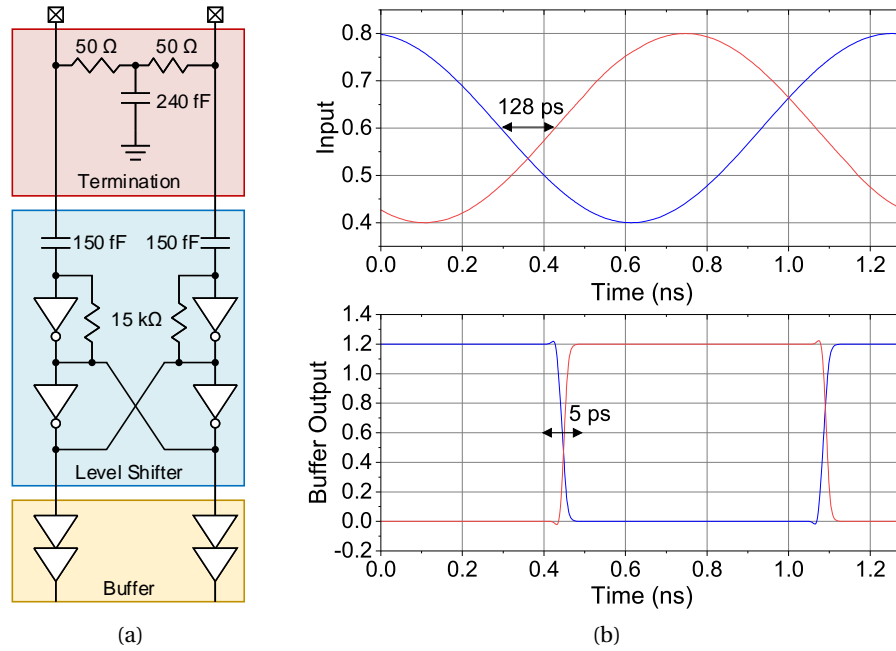 50 Ω 50 Ω
240 fF
Termination
150 fF 150 fF
15 kΩ
Level Shifter
Buffer
(a)
0.8
0.7
0.6
0.5
0.4
Input
128 ps
0.0 0.2 0.4 0.6 0.8 1.0 1.2
Time (ns)
1.4
1.2
1.0
0.8
0.6
0.4
0.2
0.0
-0.2
Buffer Output
5 ps
0.0 0.2 0.4 0.6 0.8 1.0 1.2
Time (ns)
(b)